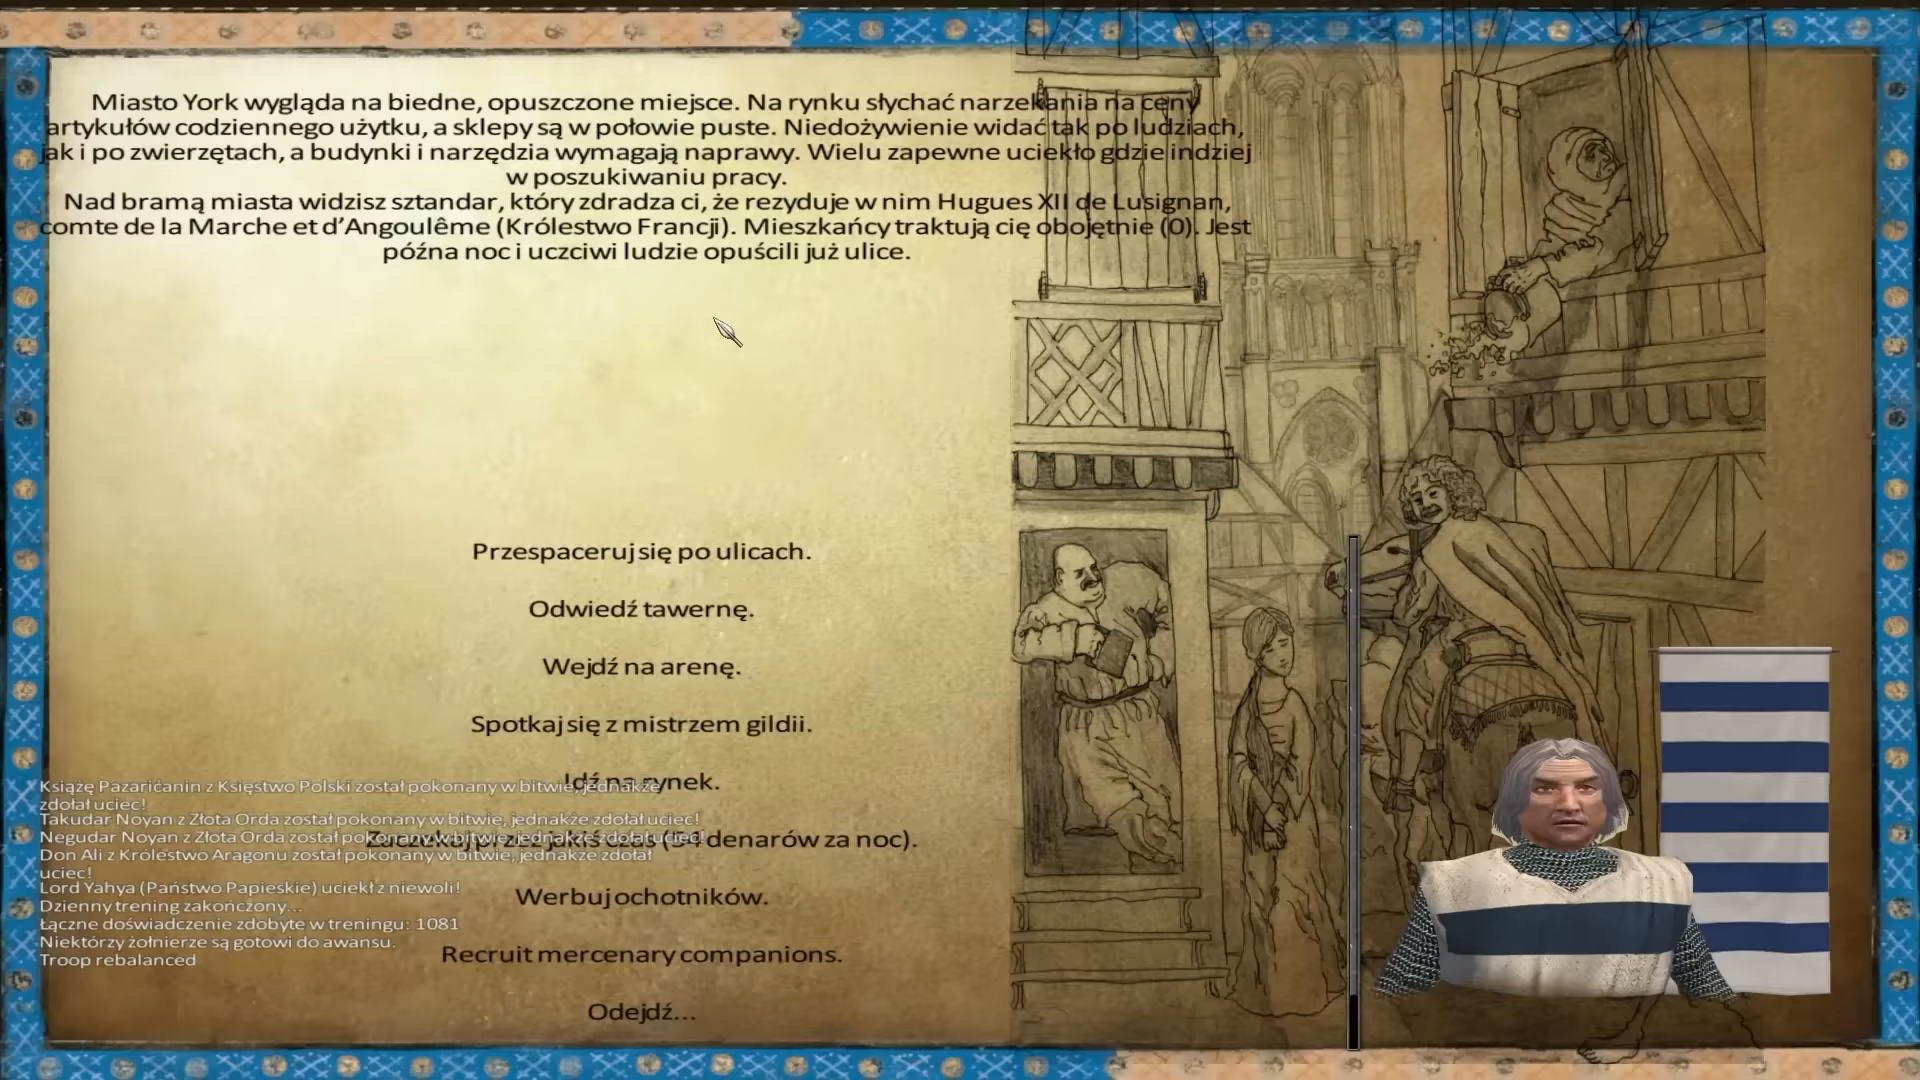 Miasto York wygląda na biedne, opuszczone miejsce. Na rynku słychać narzekania na ceny
artykułów codziennego użytku, a sklepy są w połowie puste. Niedożywienie widać tak po ludziach,
jak i po zwierzętach, a budynki i narzędzia wymagają naprawy. Wielu zapewne uciekło gdzie indziej
w poszukiwaniu pracy.
Nad bramą miasta widzisz sztandar, który zdradza ci, że rezyduje w nim Hugues XII de Lusignan,
comte de la Marche et d’Angoulême (Królestwo Francji). Mieszkańcy traktują cię obojętnie (0). Jest
późna noc i uczciwi ludzie opuścili już ulice.
Przespaceruj się po ulicach.
Odwiedź tawernę.
Wejdź na arenę.
Spotkaj się z mistrzem gildii.
Idź na rynek.
Zaczekaj przez jakiś czas (54 denarów za noc).
Werbuj ochotników.
Recruit mercenary companions.
Odejdź...
Książę Pazarićanin z Księstwo Polski został pokonany w bitwie, jednakże
zdołał uciec!
Takudar Noyan z Złota Orda został pokonany w bitwie, jednakże zdołał uciec!
Negudar Noyan z Złota Orda został pokonany w bitwie, jednakże zdołał uciec!
Don Ali z Królestwo Aragonu został pokonany w bitwie, jednakże zdołał
uciec!
Lord Yahya (Państwo Papieskie) uciekł z niewoli!
Dzienny trening zakończony...
Łączne doświadczenie zdobyte w treningu: 1081
Niektórzy żołnierze są gotowi do awansu.
Troop rebalanced